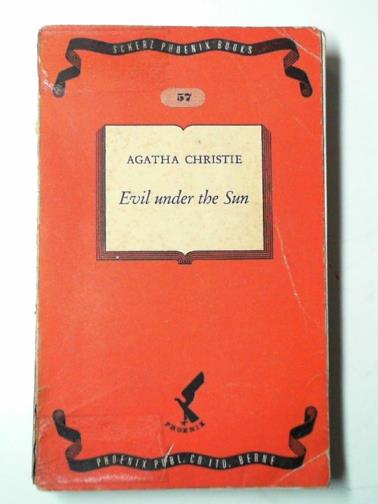 SCHERZ PHOENIX BOOKS
57
AGATHA CHRISTIE
Evil under the Sun
PHOENIX
PHOENIX PUBL. CO LTD. BERNE